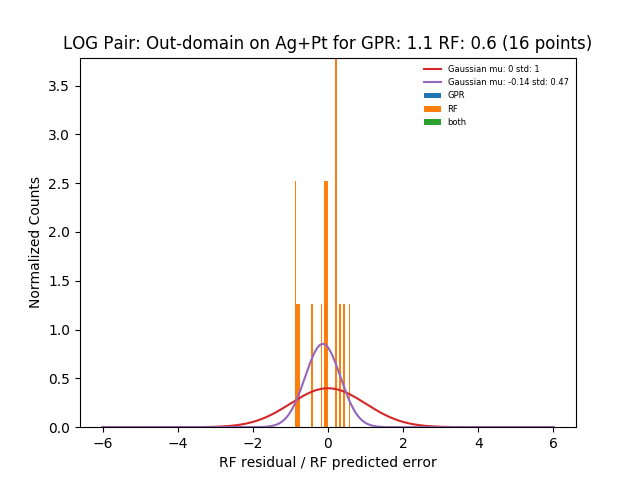 LOG Pair: Out-domain on Ag+Pt for GPR: 1.1 RF: 0.6 (16 points)
Gaussian mu: 0 std: 1
Gaussian mu: -0.14 std: 0.47
GPR
RF
both
Normalized Counts
3.5
3.0
2.5
2.0
1.5
1.0
0.5
0.0
−6 −4 −2 0 2 4 6
RF residual / RF predicted error